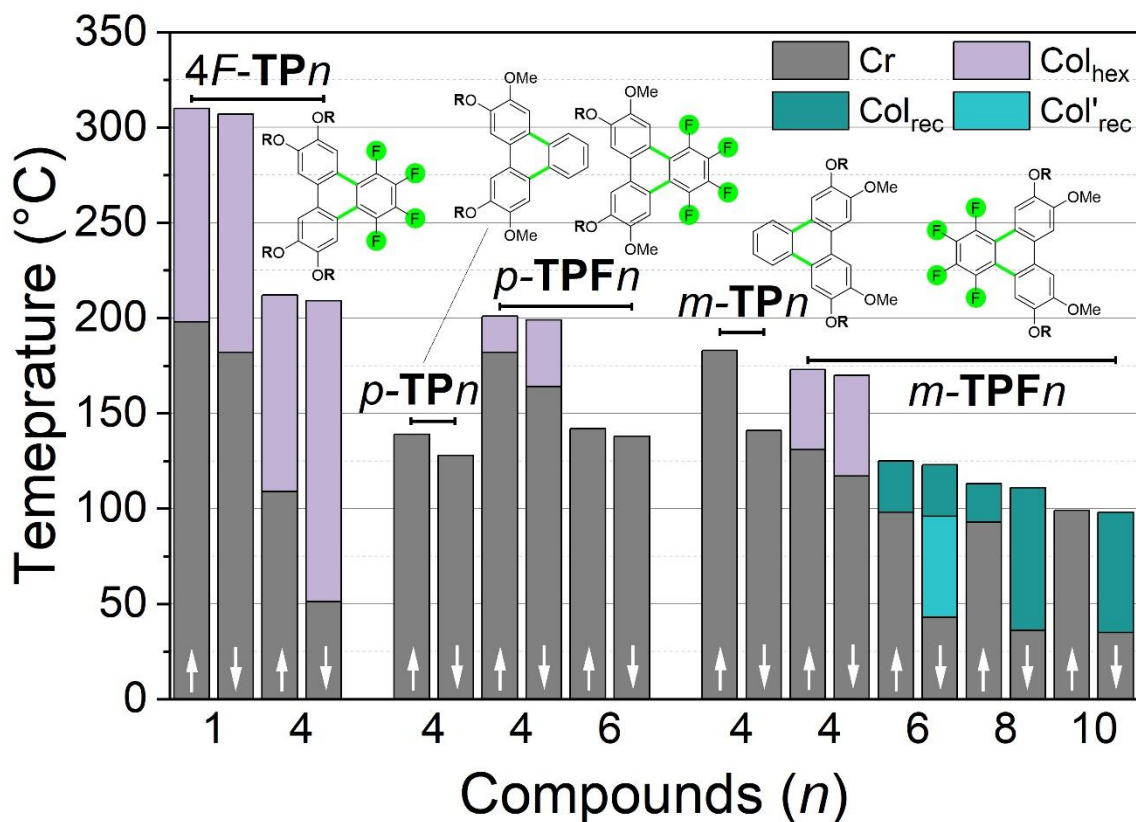 350
300
250
200
150
100
50
0
Temeprature (°C)
4F-TPn
Cr
Colhex
Colrec
Col'rec
OR
RO
RO
OR
F
F
F
F
OMe
RO
RO
OMe
OMe
RO
RO
OMe
F
F
F
F
OR
OMe
OMe
OR
F
F
F
F
OR
OMe
OMe
OR
p-TPFn
m-TPn
p-TPn
m-TPFn
1 4 4 4 6 4 4 6 8 10
Compounds (n)